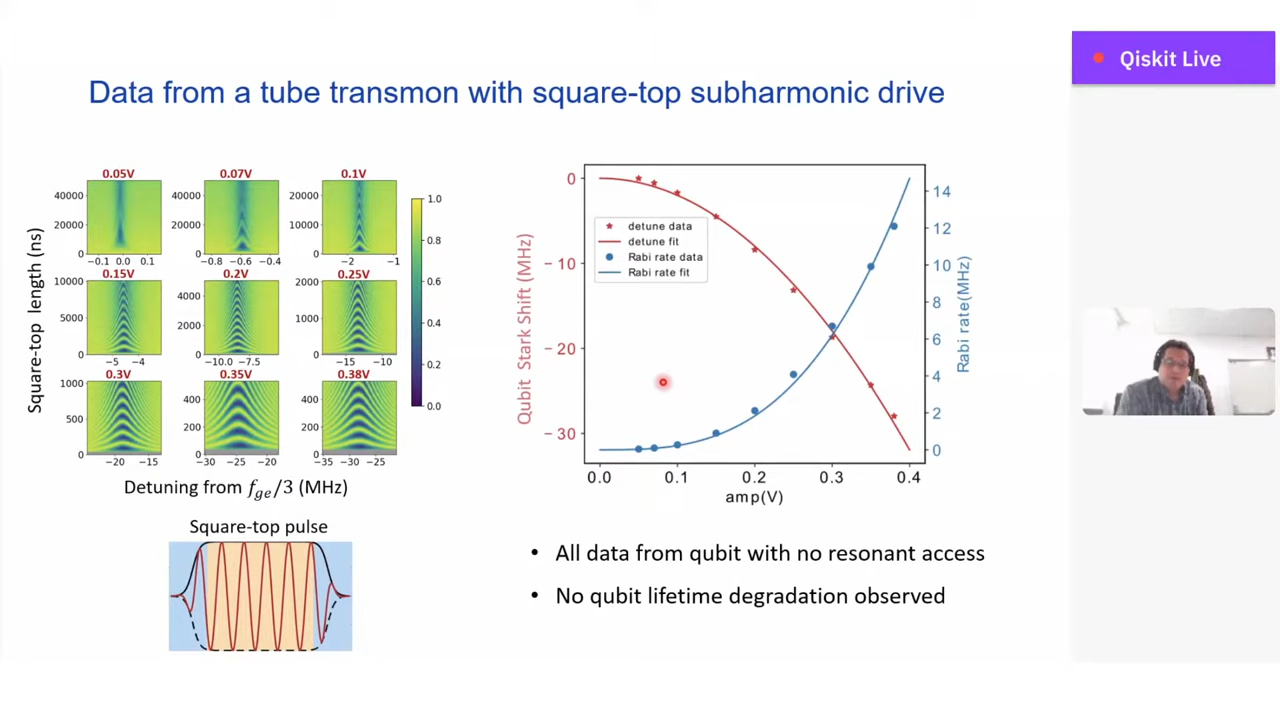 Qiskit Live
Data from a tube transmon with square-top subharmonic drive
Square-top length (ns)
0.05V
0.07V
0.1V
40000
20000
0
−0.1 0.0 0.1
40000
20000
0
−0.8 −0.6 −0.4
20000
10000
0
−2 −1
0.15V
0.2V
0.25V
10000
5000
0
−5 −4
4000
2000
0
−10.0 −7.5
2000
1000
0
−15 −10
0.3V
0.35V
0.38V
1000
500
0
−20 −15
400
200
0
−30 −25 −20
400
200
0
−35 −30 −25
1.0
0.8
0.6
0.4
0.2
0.0
Detuning from f_ge/3 (MHz)
Square-top pulse
Qubit Stark Shift (MHz)
0
−10
−20
−30
detune data
detune fit
Rabi rate data
Rabi rate fit
14
12
10
8
6
4
2
0
Rabi rate(MHz)
0.0 0.1 0.2 0.3 0.4
amp(V)
• All data from qubit with no resonant access
• No qubit lifetime degradation observed